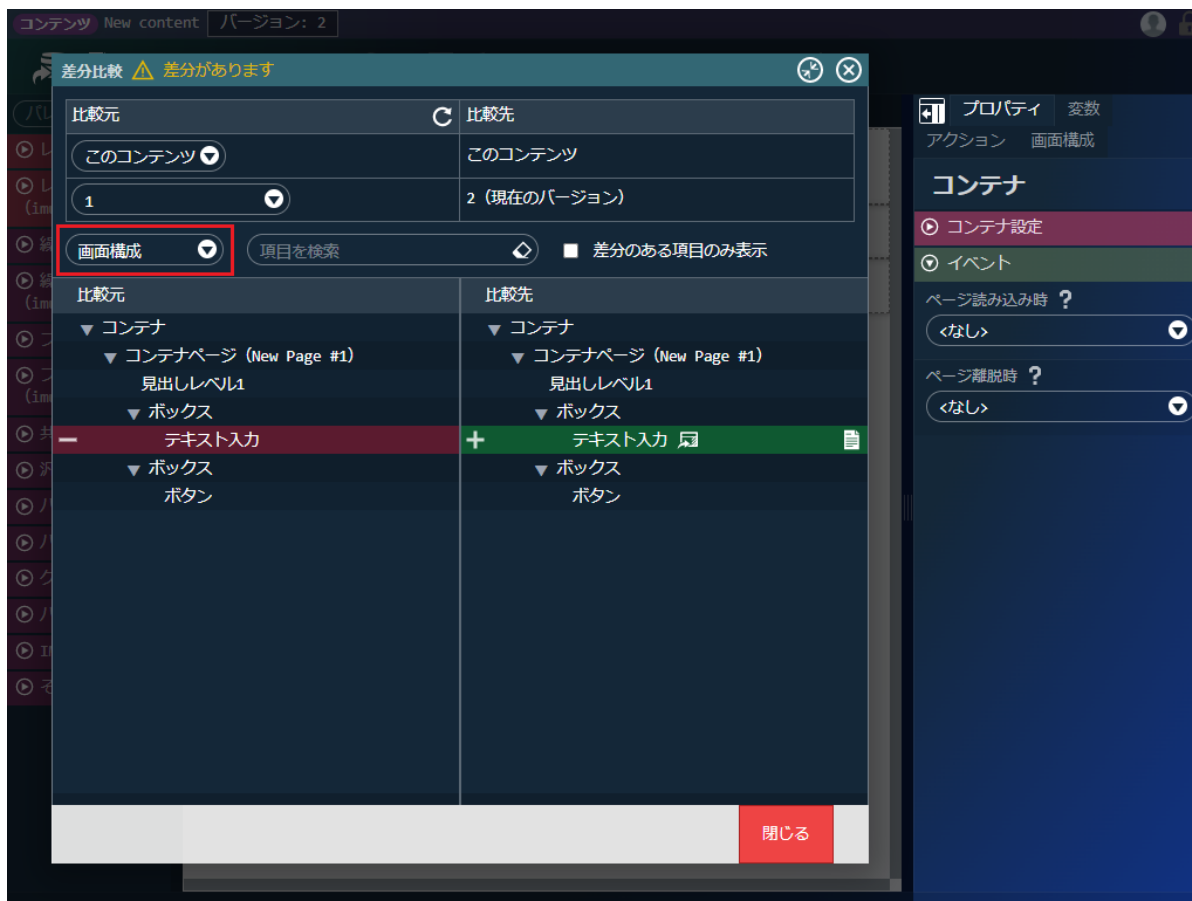 コンテンツ New content バージョン: 2
差分比較 差分があります
比較元 比較先
このコンテンツ このコンテンツ
1 2（現在のバージョン）
画面構成 項目を検索 差分のある項目のみ表示
比較元 比較先
▼ コンテナ ▼ コンテナ
▼ コンテナページ（New Page #1） ▼ コンテナページ（New Page #1）
見出しレベル1 見出しレベル1
▼ ボックス ▼ ボックス
テキスト入力 テキスト入力
▼ ボックス ▼ ボックス
ボタン ボタン
閉じる
プロパティ 変数
アクション 画面構成
コンテナ
コンテナ設定
イベント
ページ読み込み時 ?
<なし>
ページ離脱時 ?
<なし>